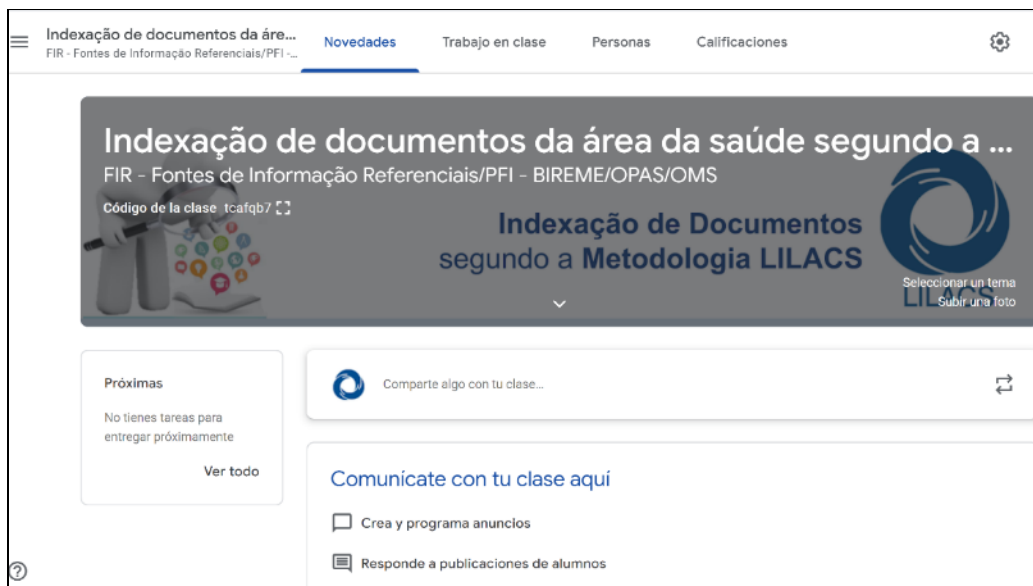 Indexação de documentos da áre...
FIR - Fontes de Informação Referenciais/PFI -...
Novedades
Trabajo en clase
Personas
Calificaciones
Indexação de documentos da área da saúde segundo a ...
FIR - Fontes de Informação Referenciais/PFI - BIREME/OPAS/OMS
Código de la clase tcafqb7
Indexação de Documentos
segundo a Metodologia LILACS
Seleccionar un tema
LILACS
Subir una foto
Próximas
No tienes tareas para
entregar próximamente
Ver todo
Comparte algo con tu clase...
Comunícate con tu clase aquí
Crea y programa anuncios
Responde a publicaciones de alumnos